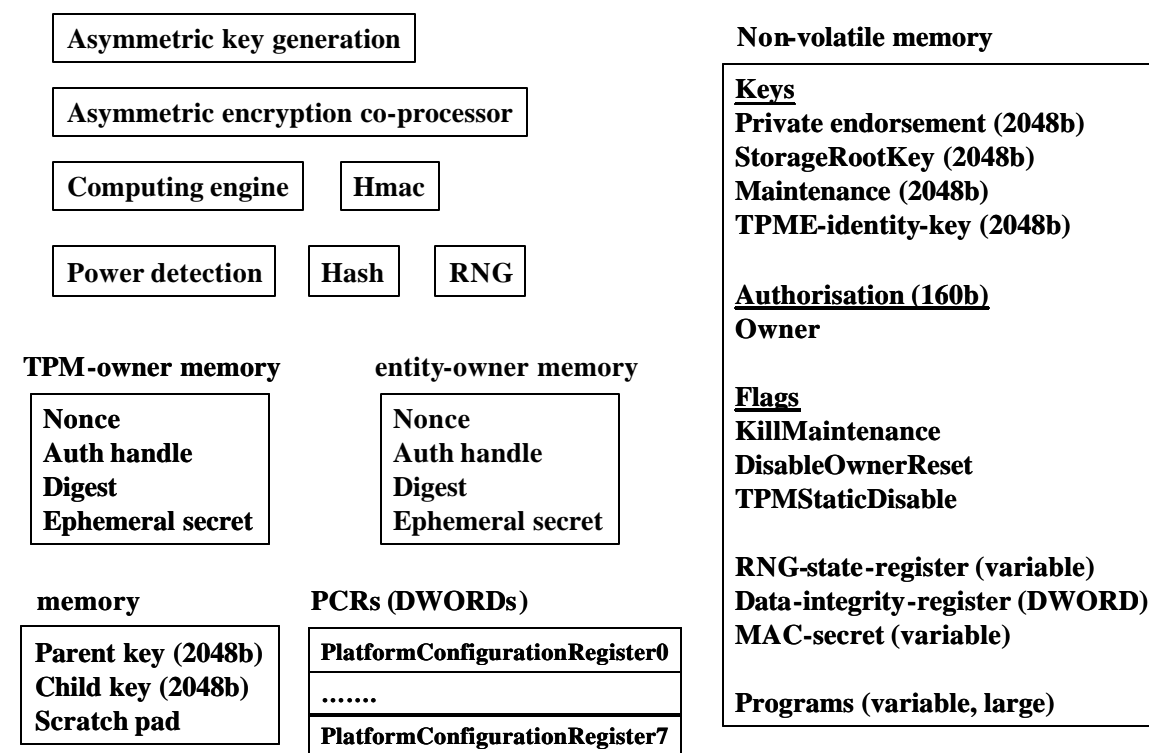 Asymmetric key generation
Asymmetric encryption co-processor
Computing engine
Hmac
Power detection
Hash
RNG
TPM-owner memory
Nonce
Auth handle
Digest
Ephemeral secret
entity-owner memory
Nonce
Auth handle
Digest
Ephemeral secret
memory
Parent key (2048b)
Child key (2048b)
Scratch pad
PCRs (DWORDs)
PlatformConfigurationRegister0
.......
PlatformConfigurationRegister7
Non-volatile memory
Keys
Private endorsement (2048b)
StorageRootKey (2048b)
Maintenance (2048b)
TPME-identity-key (2048b)
Authorisation (160b)
Owner
Flags
KillMaintenance
DisableOwnerReset
TPMStaticDisable
RNG-state-register (variable)
Data-integrity-register (DWORD)
MAC-secret (variable)
Programs (variable, large)